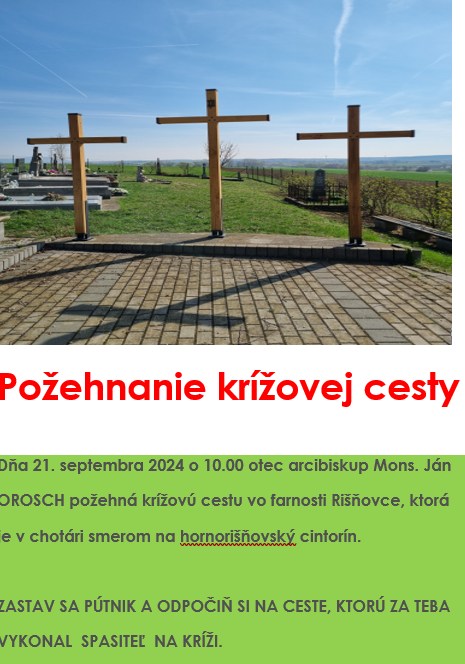 Požehnanie krížovej cesty
Dňa 21. septembra 2024 o 10.00 otec arcibiskup Mons. Ján
OROSCH požehná krížovú cestu vo farnosti Rišňovce, ktorá
je v chotári smerom na hornorišňovský cintorín.
ZASTAV SA PÚTNIK A ODPOČIŇ SI NA CESTE, KTORÚ ZA TEBA
VYKONAL SPASITEĽ NA KRÍŽI.